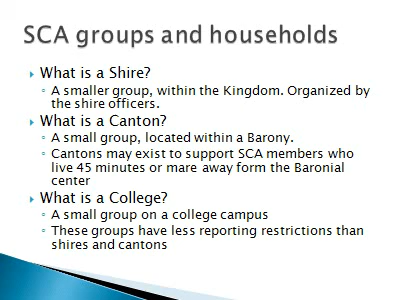 SCA groups and households
What is a Shire?
A smaller group, within the Kingdom. Organized by
the shire officers.
What is a Canton?
A small group, located within a Barony.
Cantons may exist to support SCA members who
live 45 minutes or mare away form the Baronial
center
What is a College?
A small group on a college campus
These groups have less reporting restrictions than
shires and cantons